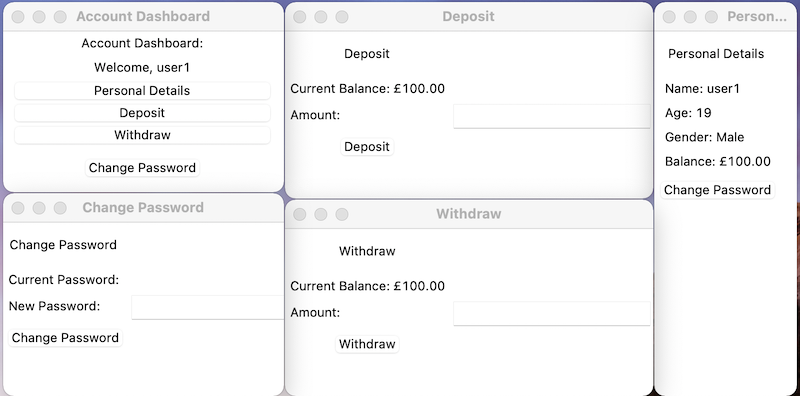 Account Dashboard
Account Dashboard:
Welcome, user1
Personal Details
Deposit
Withdraw
Change Password
Deposit
Deposit
Current Balance: £100.00
Amount:
Deposit
Person...
Personal Details
Name: user1
Age: 19
Gender: Male
Balance: £100.00
Change Password
Change Password
Change Password
Current Password:
New Password:
Change Password
Withdraw
Withdraw
Current Balance: £100.00
Amount:
Withdraw